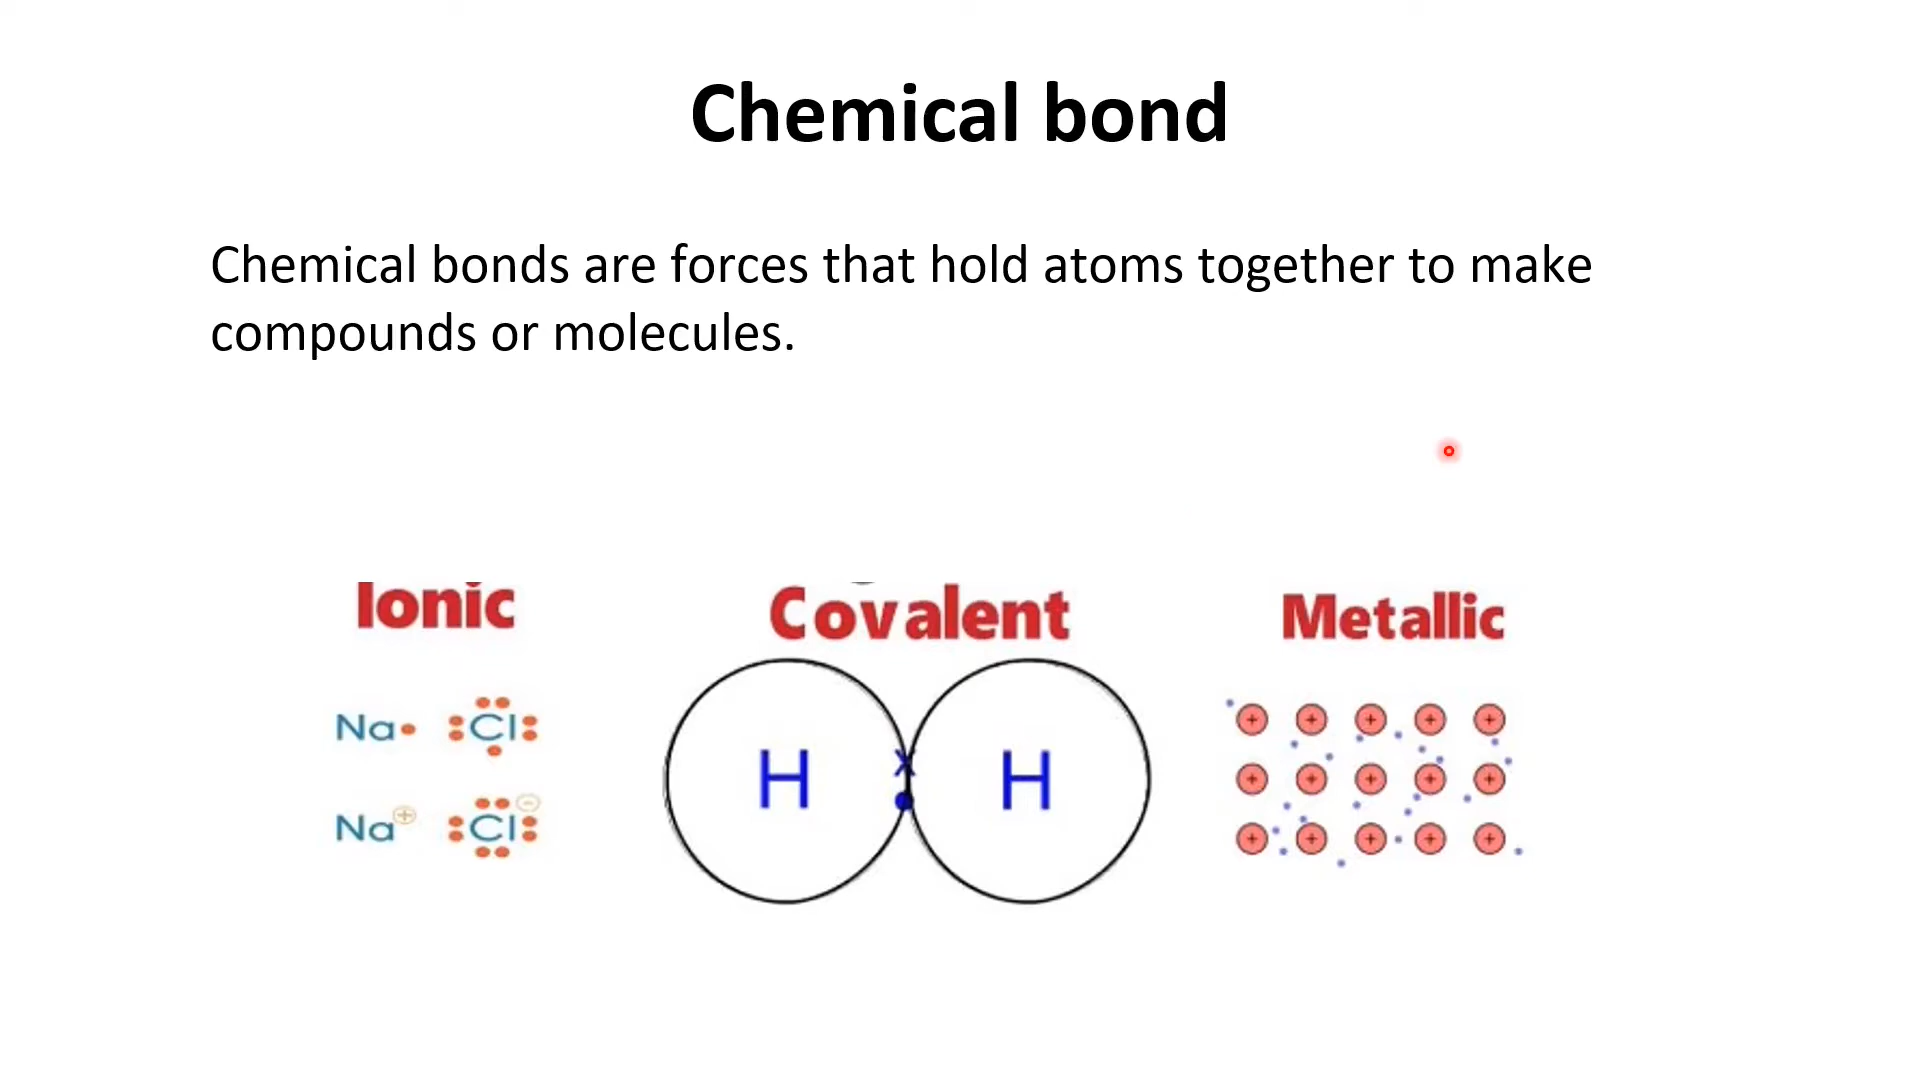 Chemical bond
Chemical bonds are forces that hold atoms together to make
compounds or molecules.
Ionic
Covalent
Metallic
Na Cl
Na+ Cl−
H x H
+ + + + +
+ + + + +
+ + + + +